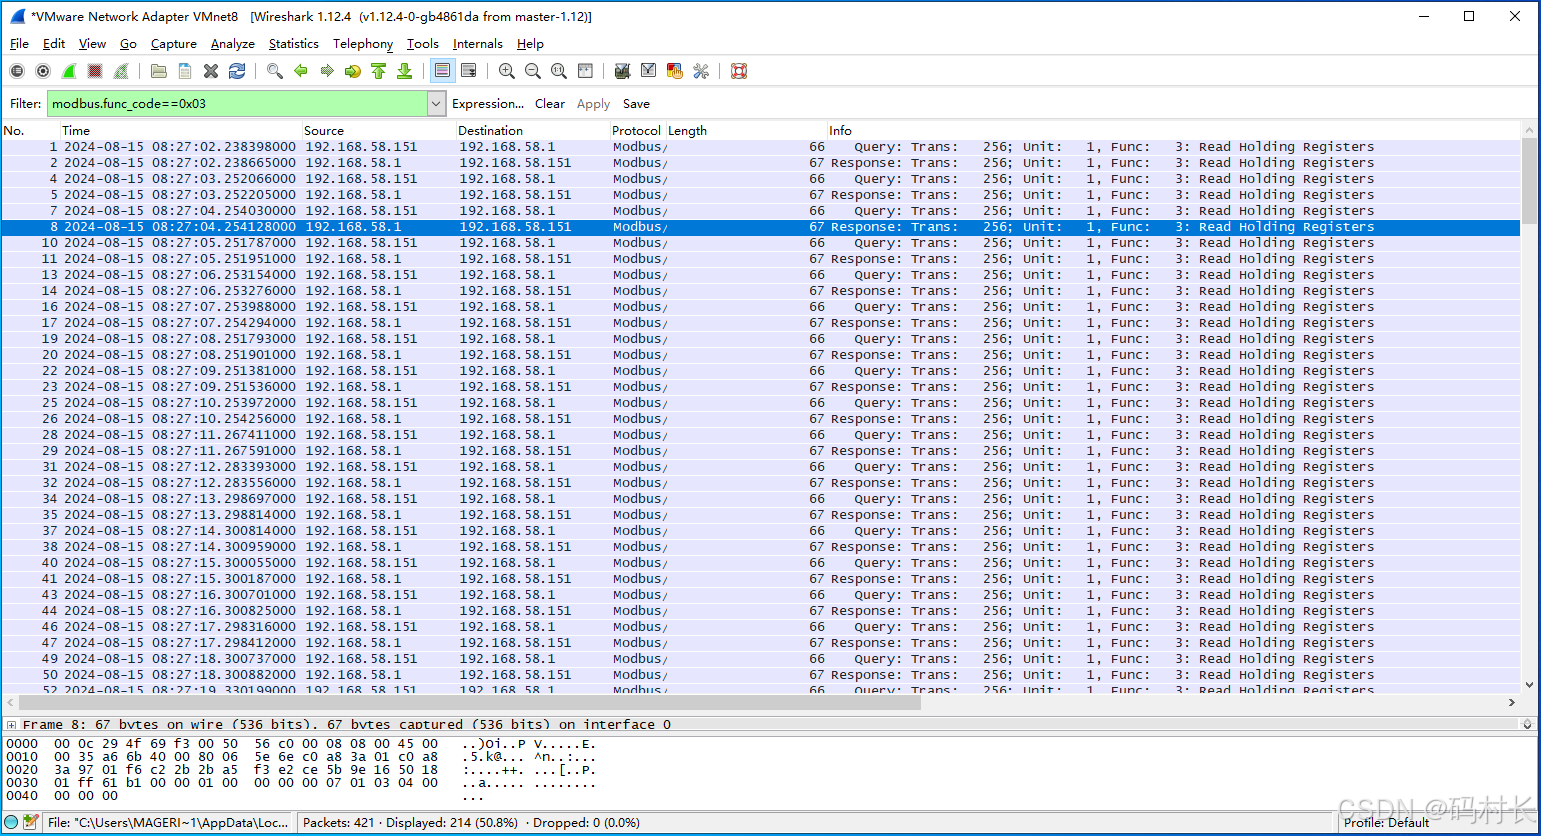 *VMware Network Adapter VMnet8   [Wireshark 1.12.4  (v1.12.4-0-gb4861da from master-1.12)]
File Edit View Go Capture Analyze Statistics Telephony Tools Internals Help
Filter: modbus.func_code==0x03 Expression... Clear Apply Save
No. Time Source Destination Protocol Length Info
1 2024-08-15 08:27:02.238398000 192.168.58.151 192.168.58.1 Modbus/ 66 Query: Trans: 256; Unit: 1, Func: 3: Read Holding Registers
2 2024-08-15 08:27:02.238665000 192.168.58.1 192.168.58.151 Modbus/ 67 Response: Trans: 256; Unit: 1, Func: 3: Read Holding Registers
4 2024-08-15 08:27:03.252066000 192.168.58.151 192.168.58.1 Modbus/ 66 Query: Trans: 256; Unit: 1, Func: 3: Read Holding Registers
5 2024-08-15 08:27:03.252205000 192.168.58.1 192.168.58.151 Modbus/ 67 Response: Trans: 256; Unit: 1, Func: 3: Read Holding Registers
7 2024-08-15 08:27:04.254030000 192.168.58.151 192.168.58.1 Modbus/ 66 Query: Trans: 256; Unit: 1, Func: 3: Read Holding Registers
8 2024-08-15 08:27:04.254128000 192.168.58.1 192.168.58.151 Modbus/ 67 Response: Trans: 256; Unit: 1, Func: 3: Read Holding Registers
10 2024-08-15 08:27:05.251787000 192.168.58.151 192.168.58.1 Modbus/ 66 Query: Trans: 256; Unit: 1, Func: 3: Read Holding Registers
11 2024-08-15 08:27:05.251951000 192.168.58.1 192.168.58.151 Modbus/ 67 Response: Trans: 256; Unit: 1, Func: 3: Read Holding Registers
13 2024-08-15 08:27:06.253154000 192.168.58.151 192.168.58.1 Modbus/ 66 Query: Trans: 256; Unit: 1, Func: 3: Read Holding Registers
14 2024-08-15 08:27:06.253276000 192.168.58.1 192.168.58.151 Modbus/ 67 Response: Trans: 256; Unit: 1, Func: 3: Read Holding Registers
16 2024-08-15 08:27:07.253988000 192.168.58.151 192.168.58.1 Modbus/ 66 Query: Trans: 256; Unit: 1, Func: 3: Read Holding Registers
17 2024-08-15 08:27:07.254294000 192.168.58.1 192.168.58.151 Modbus/ 67 Response: Trans: 256; Unit: 1, Func: 3: Read Holding Registers
19 2024-08-15 08:27:08.251793000 192.168.58.151 192.168.58.1 Modbus/ 66 Query: Trans: 256; Unit: 1, Func: 3: Read Holding Registers
20 2024-08-15 08:27:08.251901000 192.168.58.1 192.168.58.151 Modbus/ 67 Response: Trans: 256; Unit: 1, Func: 3: Read Holding Registers
22 2024-08-15 08:27:09.251381000 192.168.58.151 192.168.58.1 Modbus/ 66 Query: Trans: 256; Unit: 1, Func: 3: Read Holding Registers
23 2024-08-15 08:27:09.251536000 192.168.58.1 192.168.58.151 Modbus/ 67 Response: Trans: 256; Unit: 1, Func: 3: Read Holding Registers
25 2024-08-15 08:27:10.253972000 192.168.58.151 192.168.58.1 Modbus/ 66 Query: Trans: 256; Unit: 1, Func: 3: Read Holding Registers
26 2024-08-15 08:27:10.254256000 192.168.58.1 192.168.58.151 Modbus/ 67 Response: Trans: 256; Unit: 1, Func: 3: Read Holding Registers
28 2024-08-15 08:27:11.267411000 192.168.58.151 192.168.58.1 Modbus/ 66 Query: Trans: 256; Unit: 1, Func: 3: Read Holding Registers
29 2024-08-15 08:27:11.267591000 192.168.58.1 192.168.58.151 Modbus/ 67 Response: Trans: 256; Unit: 1, Func: 3: Read Holding Registers
31 2024-08-15 08:27:12.283393000 192.168.58.151 192.168.58.1 Modbus/ 66 Query: Trans: 256; Unit: 1, Func: 3: Read Holding Registers
32 2024-08-15 08:27:12.283556000 192.168.58.1 192.168.58.151 Modbus/ 67 Response: Trans: 256; Unit: 1, Func: 3: Read Holding Registers
34 2024-08-15 08:27:13.298697000 192.168.58.151 192.168.58.1 Modbus/ 66 Query: Trans: 256; Unit: 1, Func: 3: Read Holding Registers
35 2024-08-15 08:27:13.298814000 192.168.58.1 192.168.58.151 Modbus/ 67 Response: Trans: 256; Unit: 1, Func: 3: Read Holding Registers
37 2024-08-15 08:27:14.300814000 192.168.58.151 192.168.58.1 Modbus/ 66 Query: Trans: 256; Unit: 1, Func: 3: Read Holding Registers
38 2024-08-15 08:27:14.300959000 192.168.58.1 192.168.58.151 Modbus/ 67 Response: Trans: 256; Unit: 1, Func: 3: Read Holding Registers
40 2024-08-15 08:27:15.300055000 192.168.58.151 192.168.58.1 Modbus/ 66 Query: Trans: 256; Unit: 1, Func: 3: Read Holding Registers
41 2024-08-15 08:27:15.300187000 192.168.58.1 192.168.58.151 Modbus/ 67 Response: Trans: 256; Unit: 1, Func: 3: Read Holding Registers
43 2024-08-15 08:27:16.300701000 192.168.58.151 192.168.58.1 Modbus/ 66 Query: Trans: 256; Unit: 1, Func: 3: Read Holding Registers
44 2024-08-15 08:27:16.300825000 192.168.58.1 192.168.58.151 Modbus/ 67 Response: Trans: 256; Unit: 1, Func: 3: Read Holding Registers
46 2024-08-15 08:27:17.298316000 192.168.58.151 192.168.58.1 Modbus/ 66 Query: Trans: 256; Unit: 1, Func: 3: Read Holding Registers
47 2024-08-15 08:27:17.298412000 192.168.58.1 192.168.58.151 Modbus/ 67 Response: Trans: 256; Unit: 1, Func: 3: Read Holding Registers
49 2024-08-15 08:27:18.300737000 192.168.58.151 192.168.58.1 Modbus/ 66 Query: Trans: 256; Unit: 1, Func: 3: Read Holding Registers
50 2024-08-15 08:27:18.300882000 192.168.58.1 192.168.58.151 Modbus/ 67 Response: Trans: 256; Unit: 1, Func: 3: Read Holding Registers
52 2024-08-15 08:27:19.330199000 192.168.58.151 192.168.58.1 Modbus/ 66 Query: Trans: 256; Unit: 1, Func: 3: Read Holding Registers
Frame 8: 67 bytes on wire (536 bits), 67 bytes captured (536 bits) on interface 0
0000 00 0c 29 4f 69 f3 00 50 56 c0 00 08 08 00 45 00 ..)Oi..P V.....E.
0010 00 35 a6 6b 40 00 80 06 5e 6e c0 a8 3a 01 c0 a8 .5.k@... ^n..:...
0020 3a 97 01 f6 c2 2b 2b a5 f3 e2 ce 5b 9e 16 50 18 :....++. ...[..P.
0030 01 ff 61 b1 00 00 01 00 00 00 00 07 01 03 04 00 ..a..... ........
0040 00 00 00 ...
File: "C:\Users\MAGERI~1\AppData\Loc... Packets: 421 · Displayed: 214 (50.8%) · Dropped: 0 (0.0%) Profile: Default
CSDN @码村长